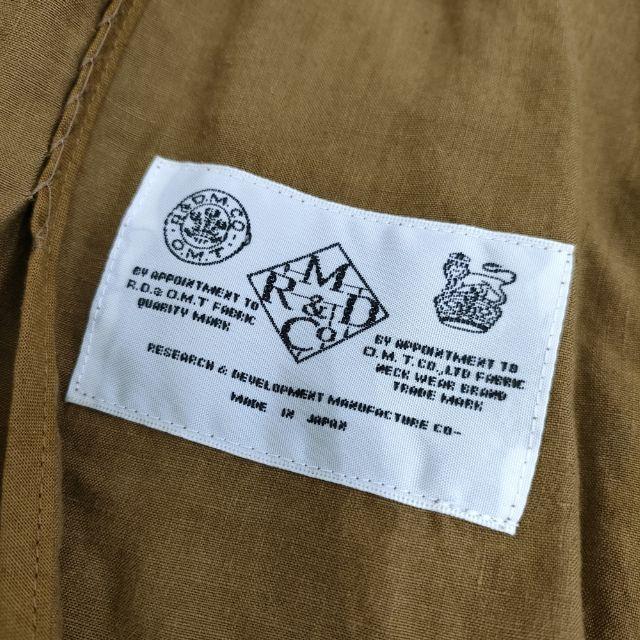 R.&D.M.CO.
O.M.T.
BY APPOINTMENT TO
R.D.& O.M.T FABRIC
QUARITY MARK
M
R & D
Co
BY APPOINTMENT TO
O.M.T.CO.,LTD FABRIC
NECK WEAR BRAND
TRADE MARK
RESEARCH & DEVELOPMENT MANUFACTURE CO-
MADE IN JAPAN